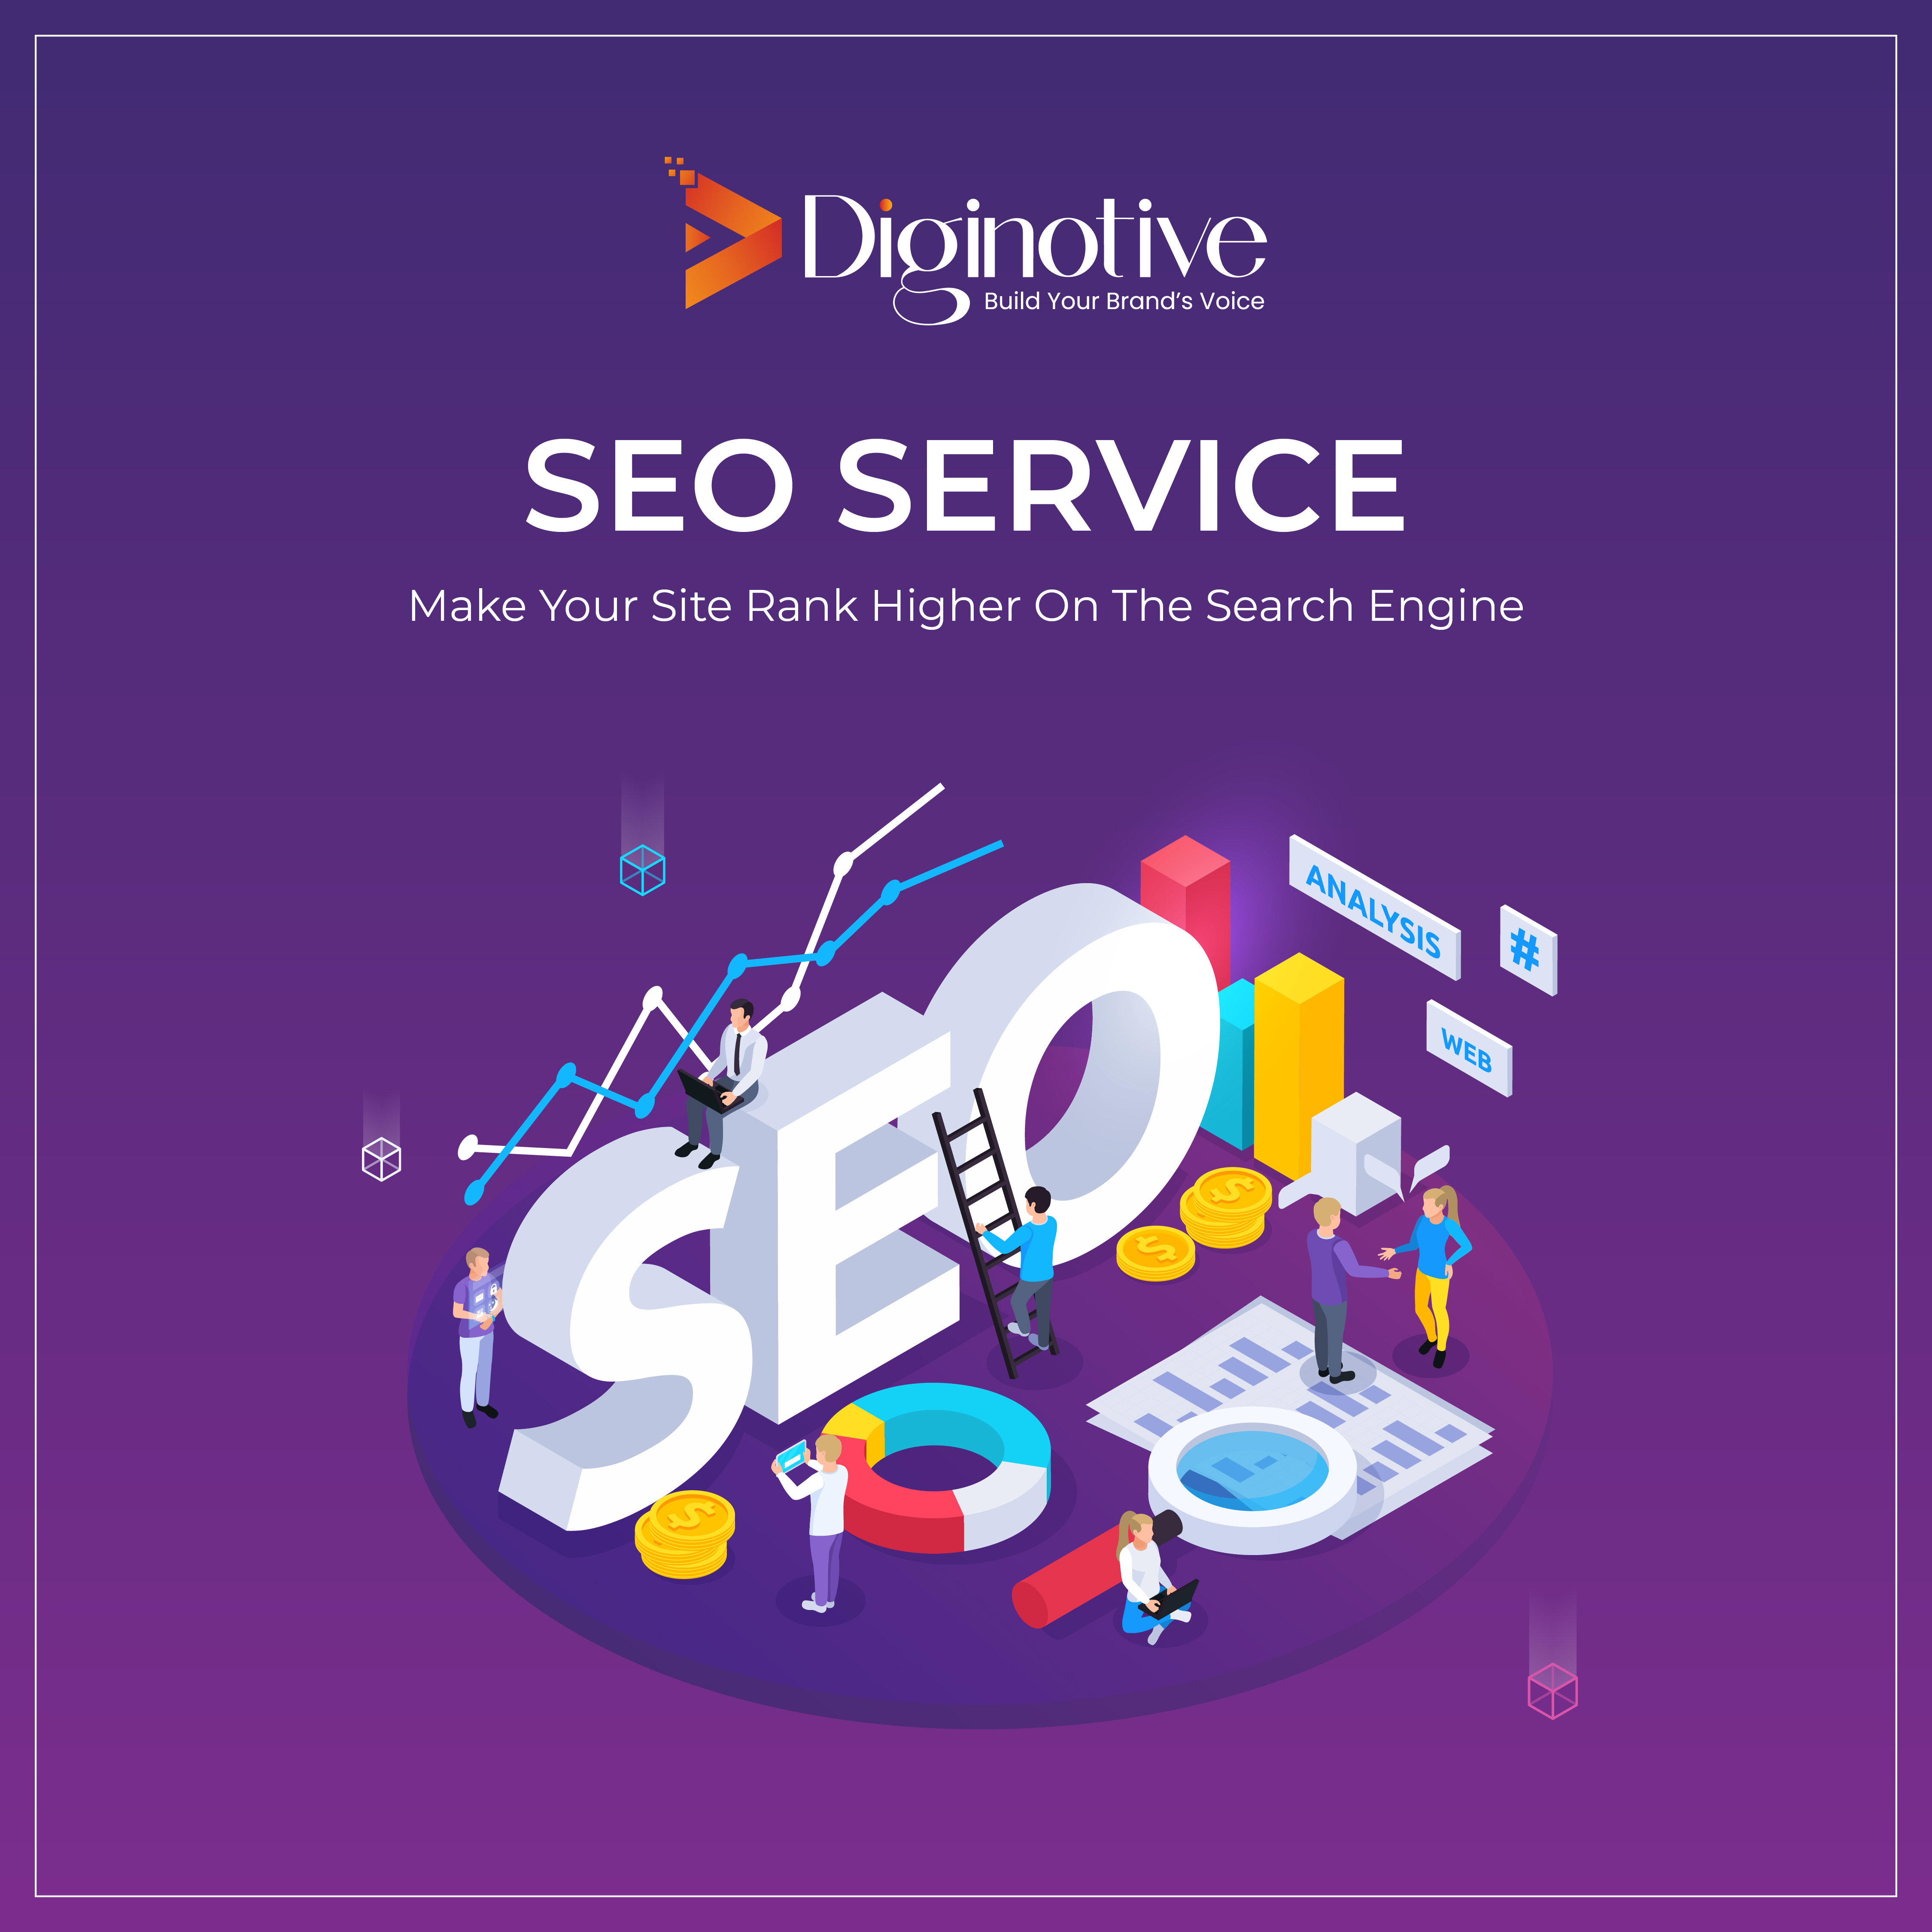 Diginotive
Build Your Brand's Voice
SEO SERVICE
Make Your Site Rank Higher On The Search Engine
ANALYSIS
#
WEB
SEO
$
$
$